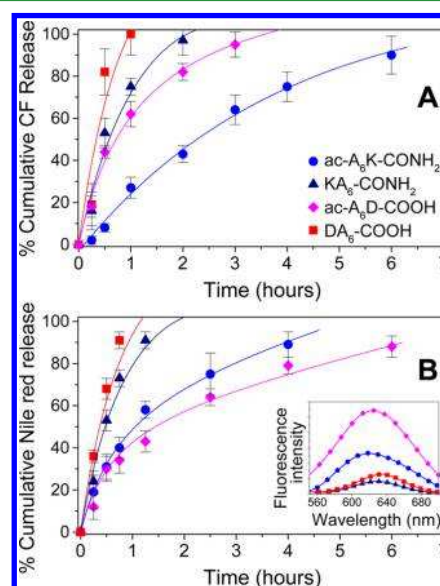 100
80
60
40
20
0
% Cumulative CF Release
A
ac-A₆K-CONH₂
KA₆-CONH₂
ac-A₆D-COOH
DA₆-COOH
0 1 2 3 4 5 6 7
Time (hours)
100
80
60
40
20
0
% Cumulative Nile red release
B
Fluorescence
intensity
560 600 640 680
Wavelength (nm)
0 1 2 3 4 5 6 7
Time (hours)